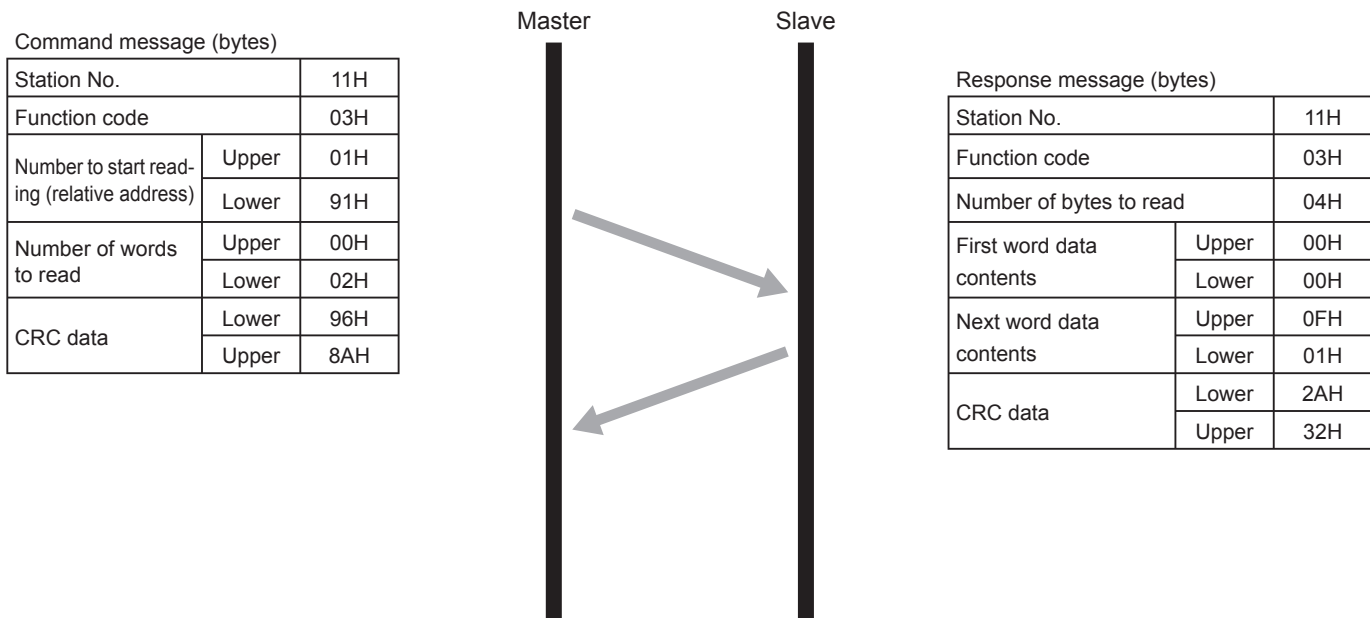 Master
Slave
Command message (bytes)
Station No. 11H
Function code 03H
Number to start read-
ing (relative address)
Upper 01H
Lower 91H
Number of words
to read
Upper 00H
Lower 02H
CRC data
Lower 96H
Upper 8AH
Response message (bytes)
Station No. 11H
Function code 03H
Number of bytes to read 04H
First word data
contents
Upper 00H
Lower 00H
Next word data
contents
Upper 0FH
Lower 01H
CRC data
Lower 2AH
Upper 32H